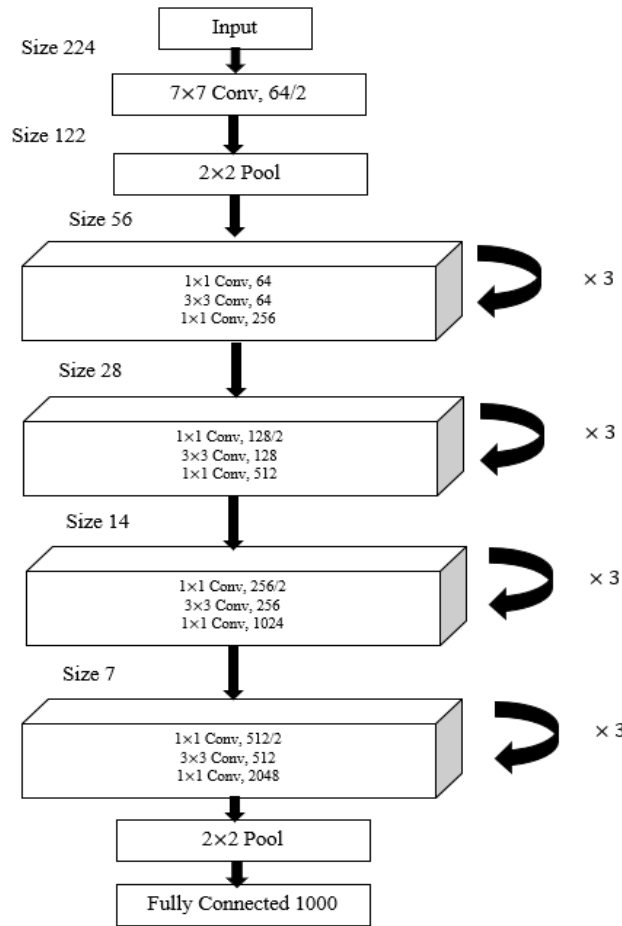 Input
Size 224
7×7 Conv, 64/2
Size 122
2×2 Pool
Size 56
1×1 Conv, 64
3×3 Conv, 64
1×1 Conv, 256
× 3
Size 28
1×1 Conv, 128/2
3×3 Conv, 128
1×1 Conv, 512
× 3
Size 14
1×1 Conv, 256/2
3×3 Conv, 256
1×1 Conv, 1024
× 3
Size 7
1×1 Conv, 512/2
3×3 Conv, 512
1×1 Conv, 2048
× 3
2×2 Pool
Fully Connected 1000